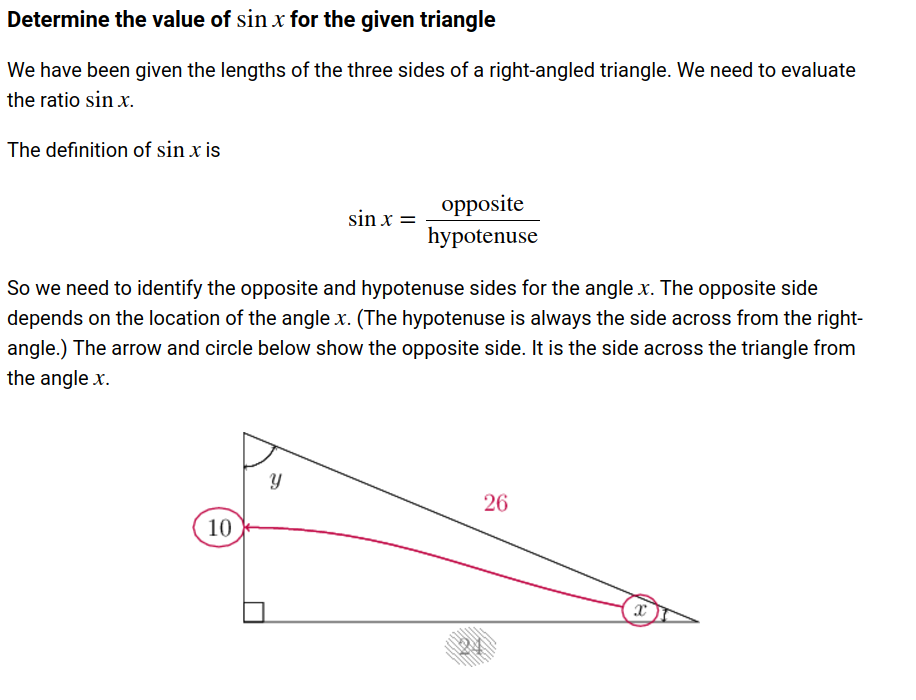 Determine the value of sin x for the given triangle
We have been given the lengths of the three sides of a right-angled triangle. We need to evaluate
the ratio sin x.
The definition of sin x is
sin x = opposite / hypotenuse
So we need to identify the opposite and hypotenuse sides for the angle x. The opposite side
depends on the location of the angle x. (The hypotenuse is always the side across from the right-
angle.) The arrow and circle below show the opposite side. It is the side across the triangle from
the angle x.
y
26
10
x
24